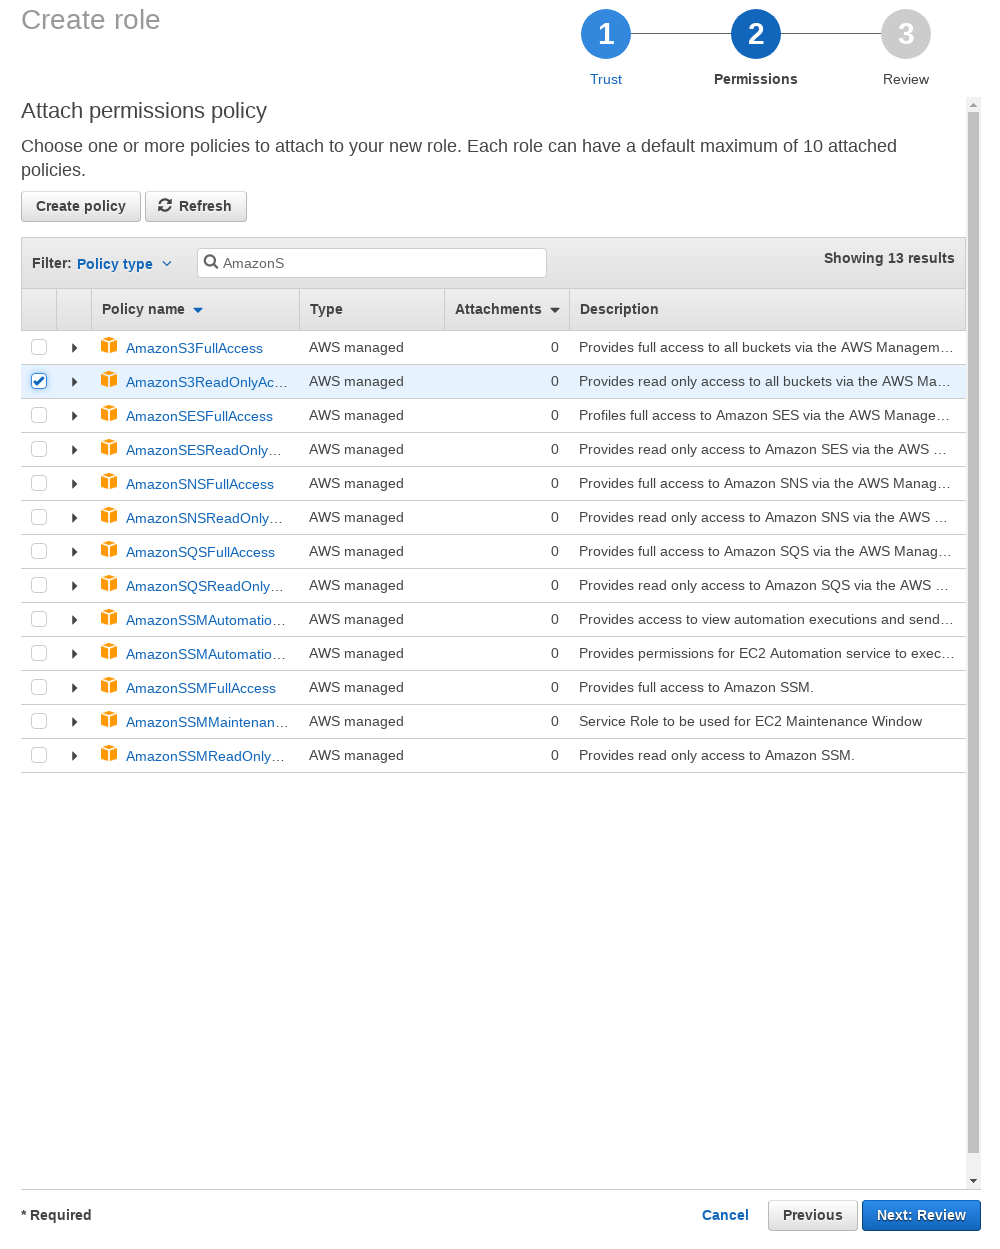 Create role
1
2
3
Trust
Permissions
Review
Attach permissions policy
Choose one or more policies to attach to your new role. Each role can have a default maximum of 10 attached
policies.
Create policy
Refresh
Filter: Policy type
AmazonS
Showing 13 results
Policy name Type Attachments Description
AmazonS3FullAccess AWS managed 0 Provides full access to all buckets via the AWS Managem…
AmazonS3ReadOnlyAc… AWS managed 0 Provides read only access to all buckets via the AWS Ma…
AmazonSESFullAccess AWS managed 0 Profiles full access to Amazon SES via the AWS Manage…
AmazonSESReadOnly… AWS managed 0 Provides read only access to Amazon SES via the AWS …
AmazonSNSFullAccess AWS managed 0 Provides full access to Amazon SNS via the AWS Manag…
AmazonSNSReadOnly… AWS managed 0 Provides read only access to Amazon SNS via the AWS …
AmazonSQSFullAccess AWS managed 0 Provides full access to Amazon SQS via the AWS Manag…
AmazonSQSReadOnly… AWS managed 0 Provides read only access to Amazon SQS via the AWS …
AmazonSSMAutomatio… AWS managed 0 Provides access to view automation executions and send…
AmazonSSMAutomatio… AWS managed 0 Provides permissions for EC2 Automation service to exec…
AmazonSSMFullAccess AWS managed 0 Provides full access to Amazon SSM.
AmazonSSMMaintenan… AWS managed 0 Service Role to be used for EC2 Maintenance Window
AmazonSSMReadOnly… AWS managed 0 Provides read only access to Amazon SSM.
* Required
Cancel
Previous
Next: Review